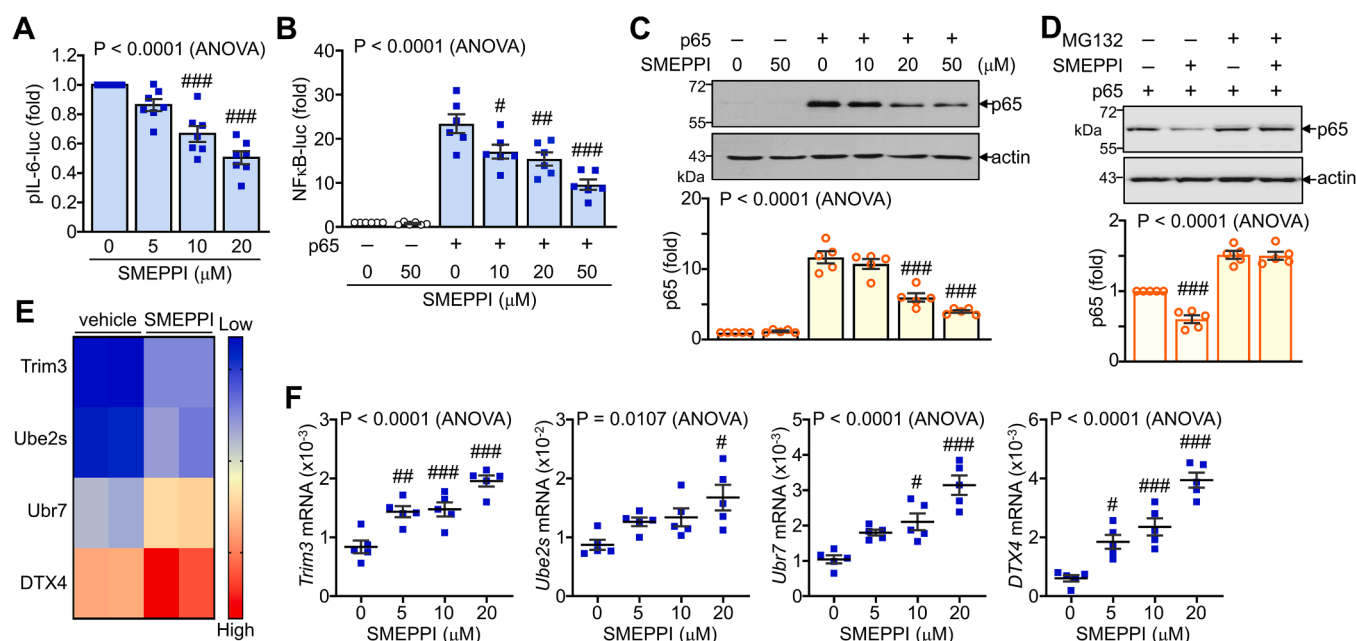 A
P < 0.0001 (ANOVA)
pIL-6-luc (fold)
1.2
1.0
0.8
0.6
0.4
0.2
0
###
###
0 5 10 20
SMEPPI (μM)
B
P < 0.0001 (ANOVA)
NFκB-luc (fold)
40
30
20
10
0
#
##
###
p65 – – + + + +
0 50 0 10 20 50
SMEPPI (μM)
C
p65 – – + + + +
SMEPPI 0 50 0 10 20 50 (μM)
72
55
p65
43
kDa
actin
P < 0.0001 (ANOVA)
p65 (fold)
20
10
0
###
###
D
MG132 – – + +
SMEPPI – + – +
p65 + + + +
72
kDa
55
p65
43
actin
P < 0.0001 (ANOVA)
p65 (fold)
2
1
0
###
E
vehicle SMEPPI
Low
Trim3
Ube2s
Ubr7
DTX4
High
F
P < 0.0001 (ANOVA)
Trim3 mRNA (x10-3)
3
2
1
0
##
###
###
0 5 10 20
SMEPPI (μM)
P = 0.0107 (ANOVA)
Ube2s mRNA (x10-2)
3
2
1
0
#
0 5 10 20
SMEPPI (μM)
P < 0.0001 (ANOVA)
Ubr7 mRNA (x10-3)
5
4
3
2
1
0
#
###
0 5 10 20
SMEPPI (μM)
P < 0.0001 (ANOVA)
DTX4 mRNA (x10-3)
6
4
2
0
#
###
###
0 5 10 20
SMEPPI (μM)